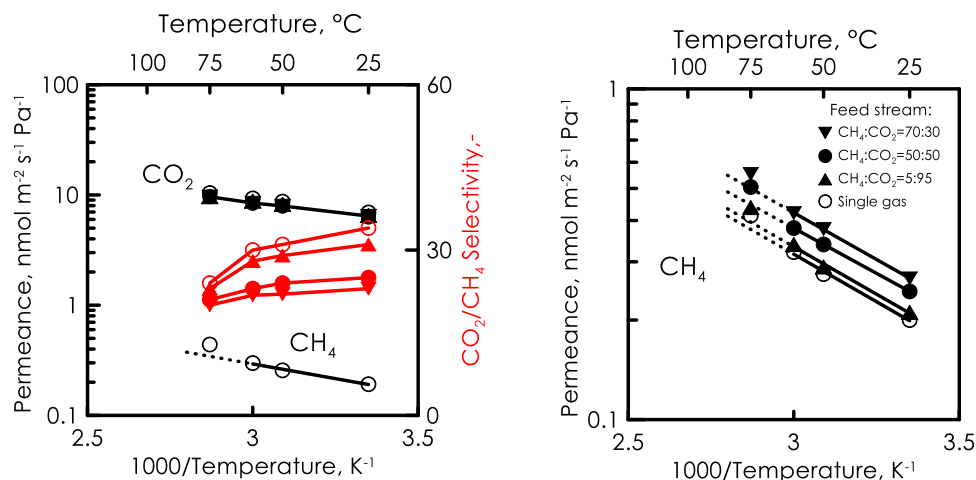 Temperature, °C
100 75 50 25
100
10
1
0.1
Permeance, nmol m⁻² s⁻¹ Pa⁻¹
CO₂
CH₄
60
30
0
CO₂/CH₄ Selectivity,-
2.5 3 3.5
1000/Temperature, K⁻¹
Temperature, °C
100 75 50 25
1
0.1
Permeance, nmol m⁻² s⁻¹ Pa⁻¹
Feed stream:
CH₄:CO₂=70:30
CH₄:CO₂=50:50
CH₄:CO₂=5:95
Single gas
CH₄
2.5 3 3.5
1000/Temperature, K⁻¹